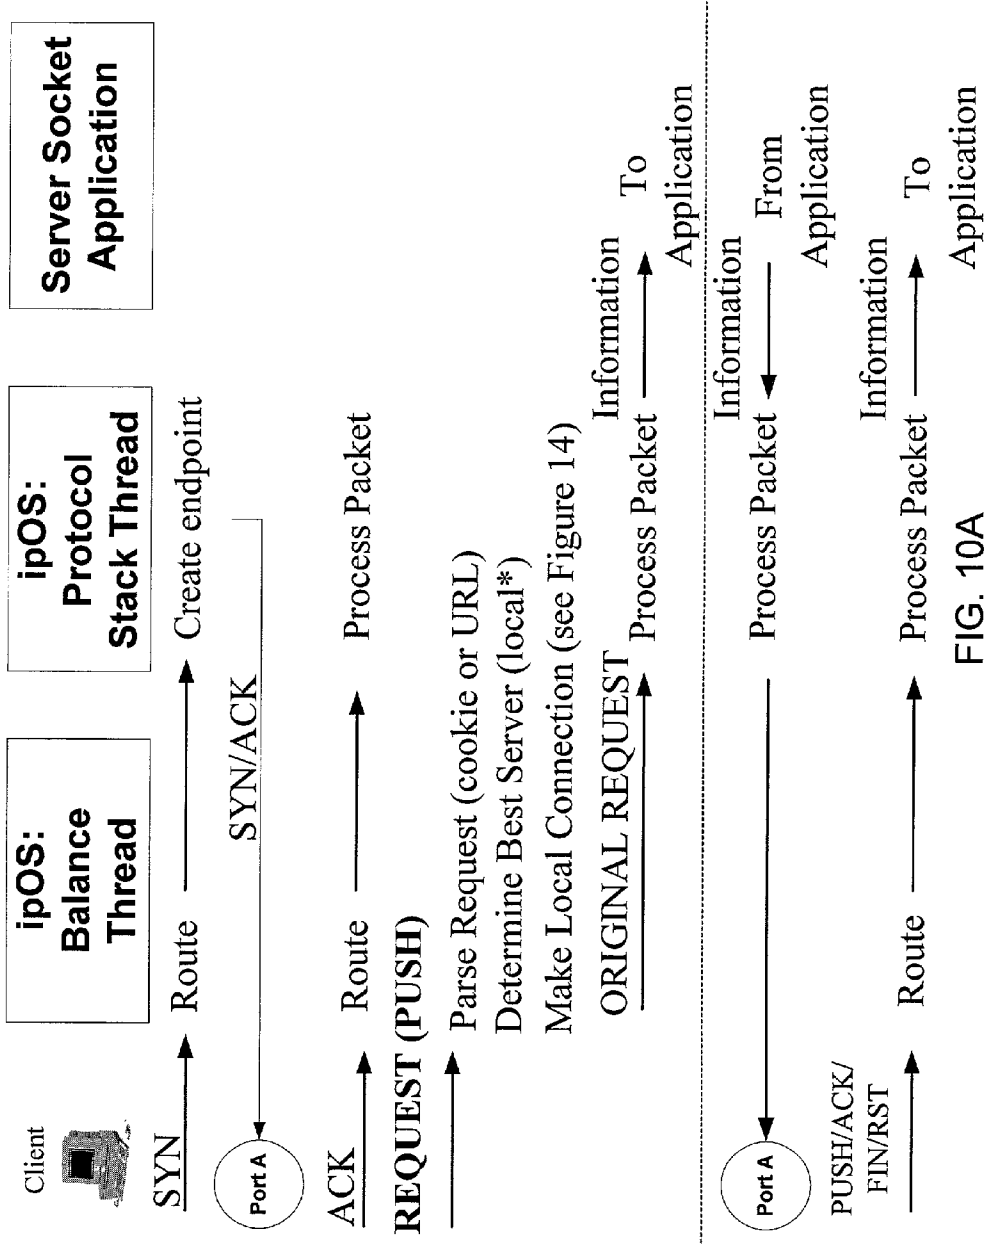 Client
ipOS:
Balance
Thread
ipOS:
Protocol
Stack Thread
Server Socket
Application
SYN
Route
Create endpoint
SYN/ACK
Port A
ACK
Route
Process Packet
REQUEST (PUSH)
Parse Request (cookie or URL)
Determine Best Server (local*)
Make Local Connection (see Figure 14)
ORIGINAL REQUEST
Process Packet
Information
To
Application
Port A
Process Packet
Information
From
Application
PUSH/ACK/
FIN/RST
Route
Process Packet
Information
To
Application
FIG. 10A